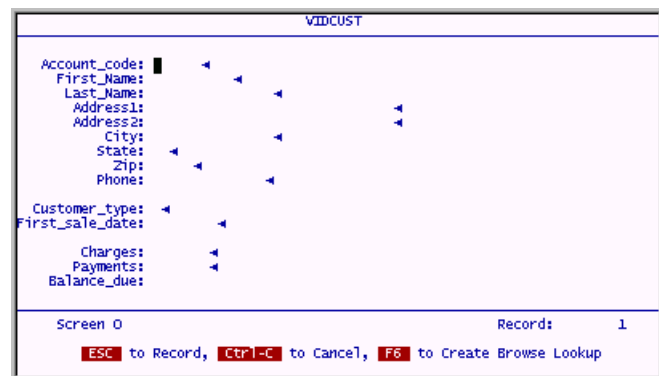 VIDCUST
Account_code:
First_Name:
Last_Name:
Address1:
Address2:
City:
State:
Zip:
Phone:
Customer_type:
First_sale_date:
Charges:
Payments:
Balance_due:
Screen 0 Record: 1
ESC to Record, Ctrl-C to Cancel, F6 to Create Browse Lookup